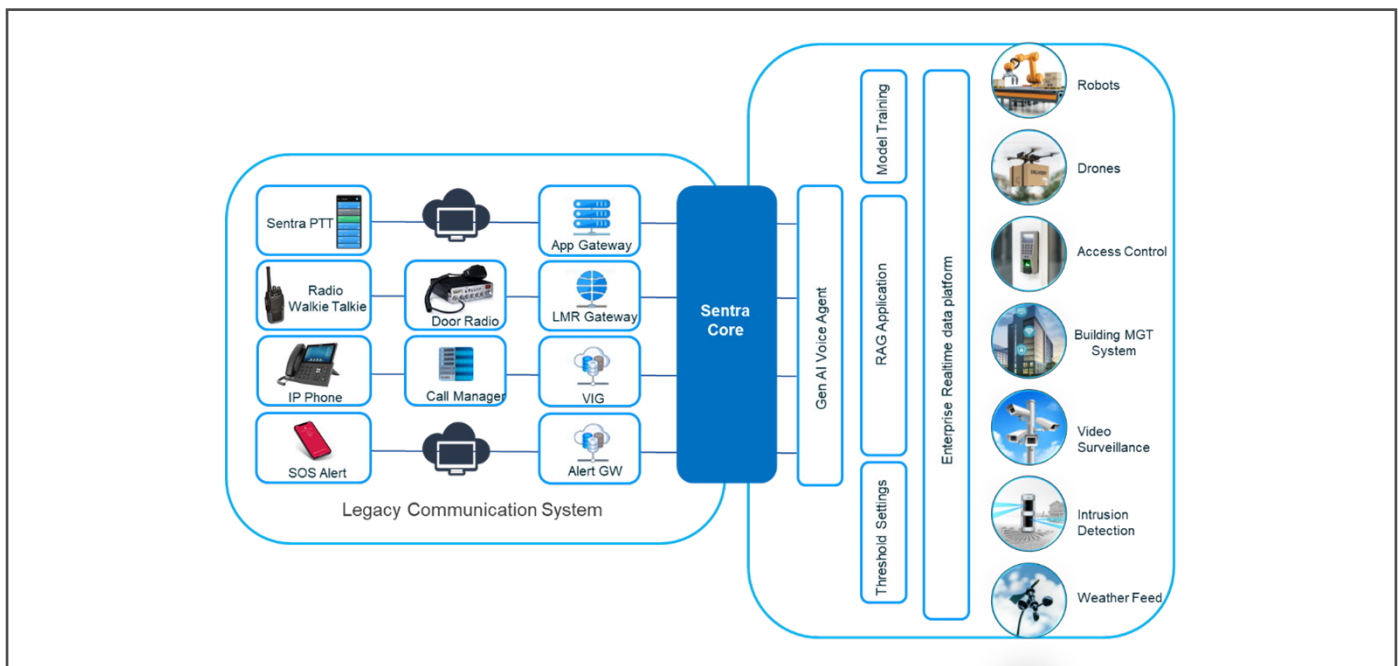 Sentra PTT
App Gateway
Radio
Walkie Talkie
Door Radio
LMR Gateway
IP Phone
Call Manager
VIG
SOS Alert
Alert GW
Legacy Communication System
Sentra
Core
Gen AI Voice Agent
Model Training
RAG Application
Threshold Settings
Enterprise Realtime data platform
Robots
Drones
Access Control
Building MGT
System
Video
Surveillance
Intrusion
Detection
Weather Feed